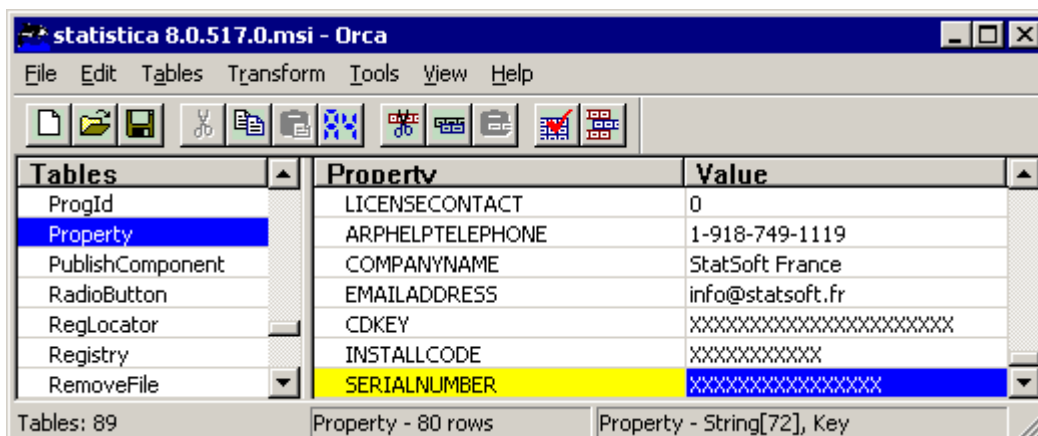 statistica 8.0.517.0.msi - Orca
File Edit Tables Transform Tools View Help
Tables Property Value
ProgId LICENSECONTACT 0
Property ARPHELPTELEPHONE 1-918-749-1119
PublishComponent COMPANYNAME StatSoft France
RadioButton EMAILADDRESS info@statsoft.fr
RegLocator CDKEY XXXXXXXXXXXXXXXXXXXXXX
Registry INSTALLCODE XXXXXXXXXXX
RemoveFile SERIALNUMBER XXXXXXXXXXXXXXXX
Tables: 89 Property - 80 rows Property - String[72], Key